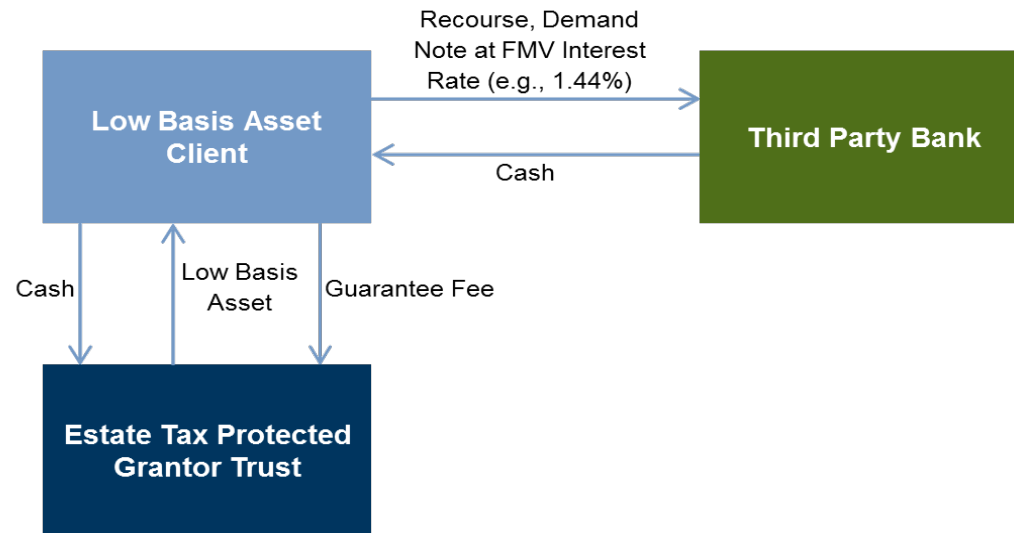 Recourse, Demand
Note at FMV Interest
Rate (e.g., 1.44%)
Low Basis Asset
Client
Third Party Bank
Cash
Cash
Low Basis
Asset
Guarantee Fee
Estate Tax Protected
Grantor Trust